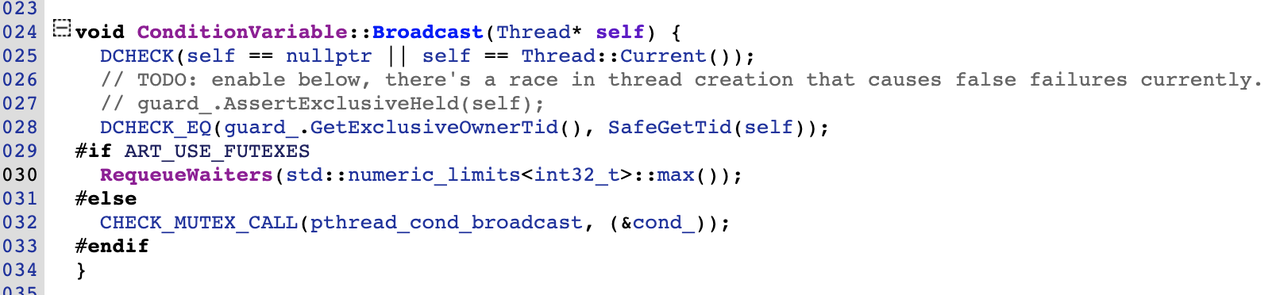 023
024 void ConditionVariable::Broadcast(Thread* self) {
025 DCHECK(self == nullptr || self == Thread::Current());
026 // TODO: enable below, there's a race in thread creation that causes false failures currently.
027 // guard_.AssertExclusiveHeld(self);
028 DCHECK_EQ(guard_.GetExclusiveOwnerTid(), SafeGetTid(self));
029 #if ART_USE_FUTEXES
030 RequeueWaiters(std::numeric_limits<int32_t>::max());
031 #else
032 CHECK_MUTEX_CALL(pthread_cond_broadcast, (&cond_));
033 #endif
034 }
035